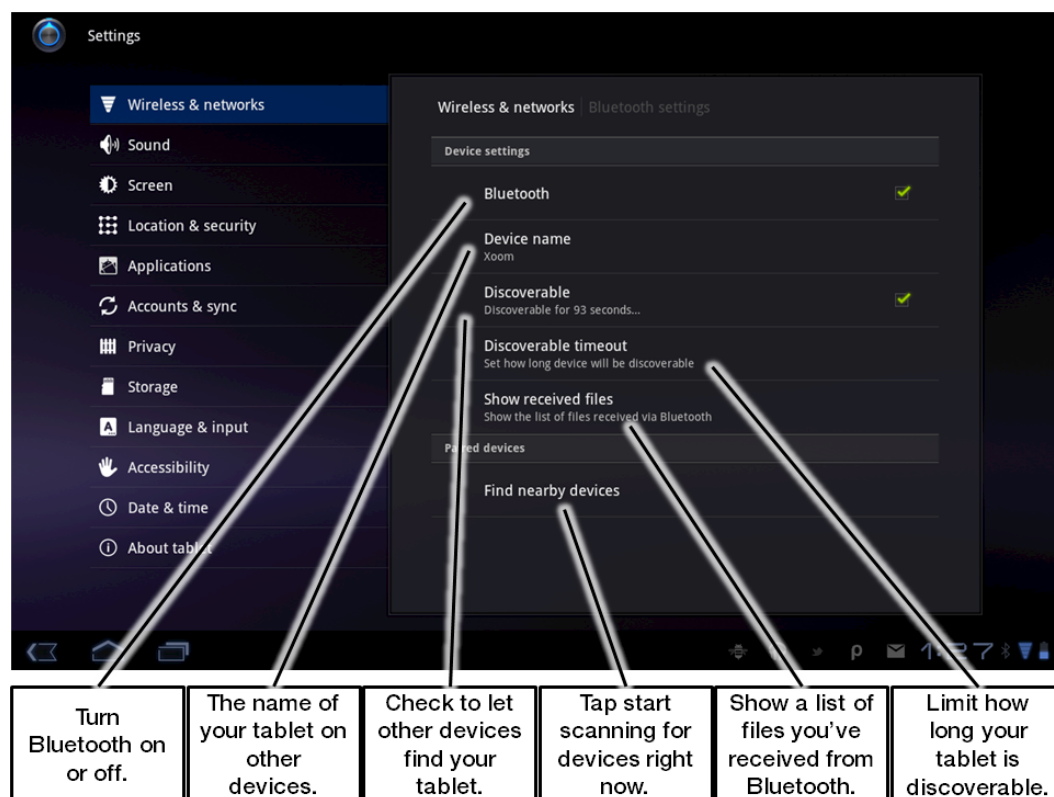 Settings
Wireless & networks
Sound
Screen
Location & security
Applications
Accounts & sync
Privacy
Storage
Language & input
Accessibility
Date & time
About tablet
Wireless & networks | Bluetooth settings
Device settings
Bluetooth
Device name
Xoom
Discoverable
Discoverable for 93 seconds...
Discoverable timeout
Set how long device will be discoverable
Show received files
Show the list of files received via Bluetooth
Paired devices
Find nearby devices
Turn
Bluetooth on
or off.
The name of
your tablet on
other
devices.
Check to let
other devices
find your
tablet.
Tap start
scanning for
devices right
now.
Show a list of
files you've
received from
Bluetooth.
Limit how
long your
tablet is
discoverable.